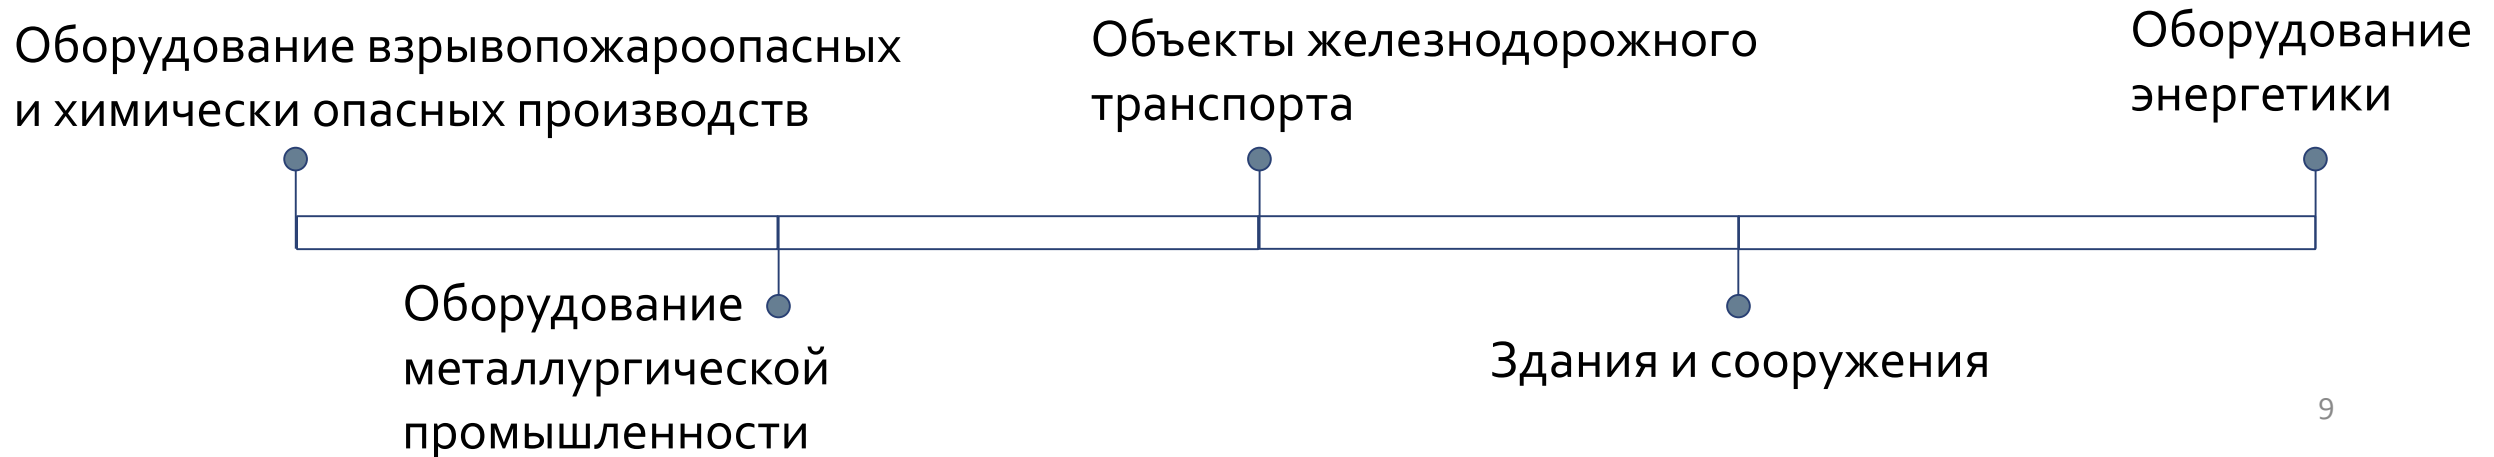 Оборудование взрывопожароопасных
и химически опасных производств
Объекты железнодорожного
транспорта
Оборудование
энергетики
Оборудование
металлургической
промышленности
Здания и сооружения
9